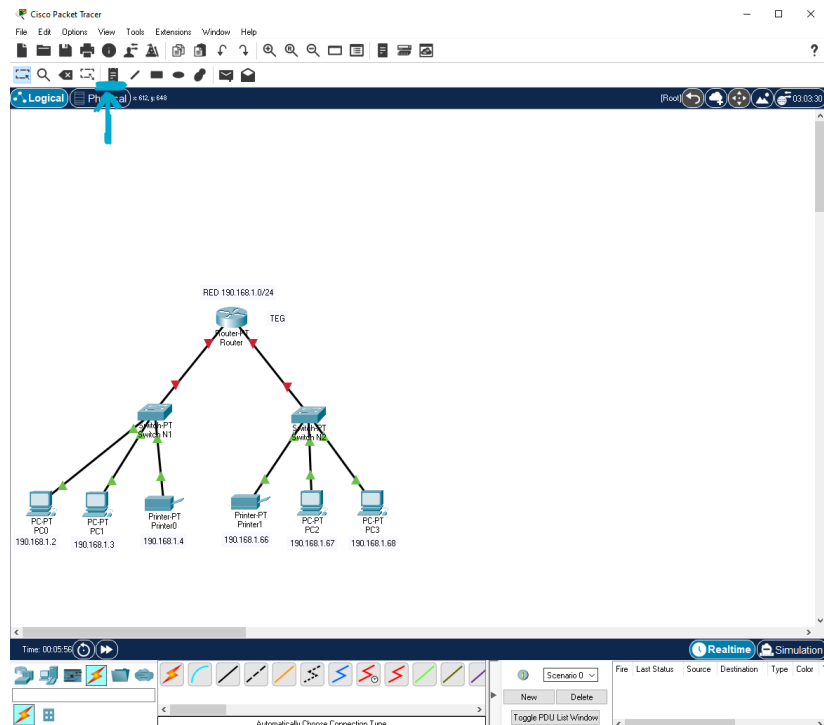 Cisco Packet Tracer
File Edit Options View Tools Extensions Window Help
?
Logical Physical x: 612, y: 648 [Root] 03:03:30
RED 190.168.1.0/24
TEG
Router-PT
Router
Switch-PT
Switch N1
Switch-PT
Switch N2
PC-PT
PC0
190.168.1.2
PC-PT
PC1
190.168.1.3
Printer-PT
Printer0
190.168.1.4
Printer-PT
Printer1
190.168.1.66
PC-PT
PC2
190.168.1.67
PC-PT
PC3
190.168.1.68
Time: 00:05:56 Realtime Simulation
Scenario 0
New Delete
Toggle PDU List Window
Fire Last Status Source Destination Type Color
Automatically Choose Connection Type